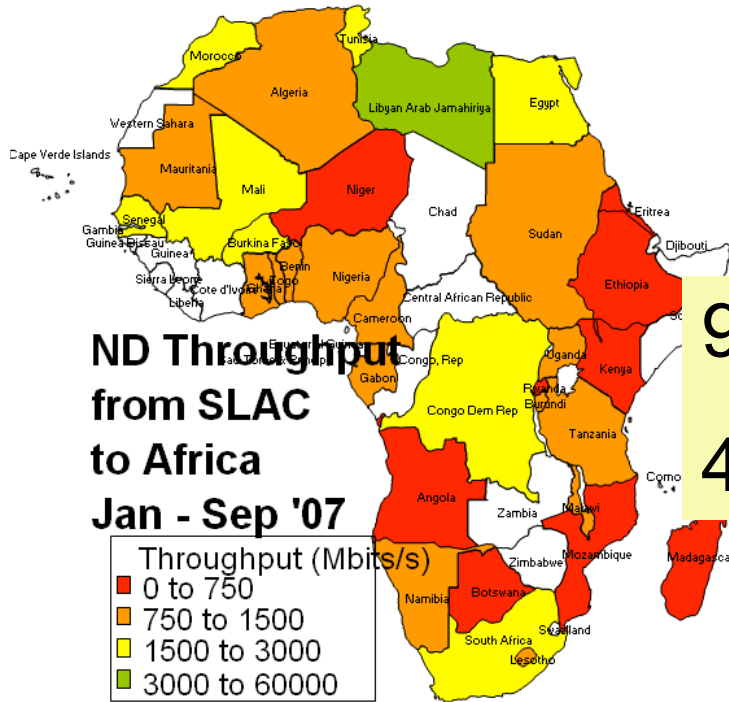 Tunisia
Morocco
Algeria
Libyan Arab Jamahiriya
Egypt
Western Sahara
Cape Verde Islands
Mauritania
Mali
Niger
Chad
Sudan
Eritrea
Senegal
Gambia
Guinea Bissau
Burkina Faso
Djibouti
Guinea
Benin
Nigeria
Ethiopia
Sierra Leone
Cote d'Ivoire
Ghana
Togo
Liberia
Central African Republic
Cameroon
9
ND Throughput
from SLAC
to Africa
Jan - Sep '07
Equatorial Guinea
Congo, Rep
Gabon
Uganda
Kenya
Rwanda
Burundi
Congo Dem Rep
Tanzania
4
Angola
Zambia
Malawi
Mozambique
Zimbabwe
Madagasca
Namibia
Botswana
Swaziland
South Africa
Lesotho
Throughput (Mbits/s)
0 to 750
750 to 1500
1500 to 3000
3000 to 60000